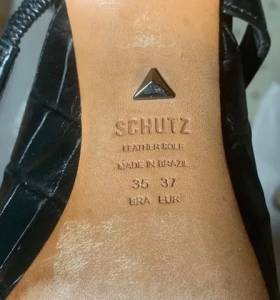 SCHUTZ
LEATHER SOLE
MADE IN BRAZIL
35 37
BRA EUR